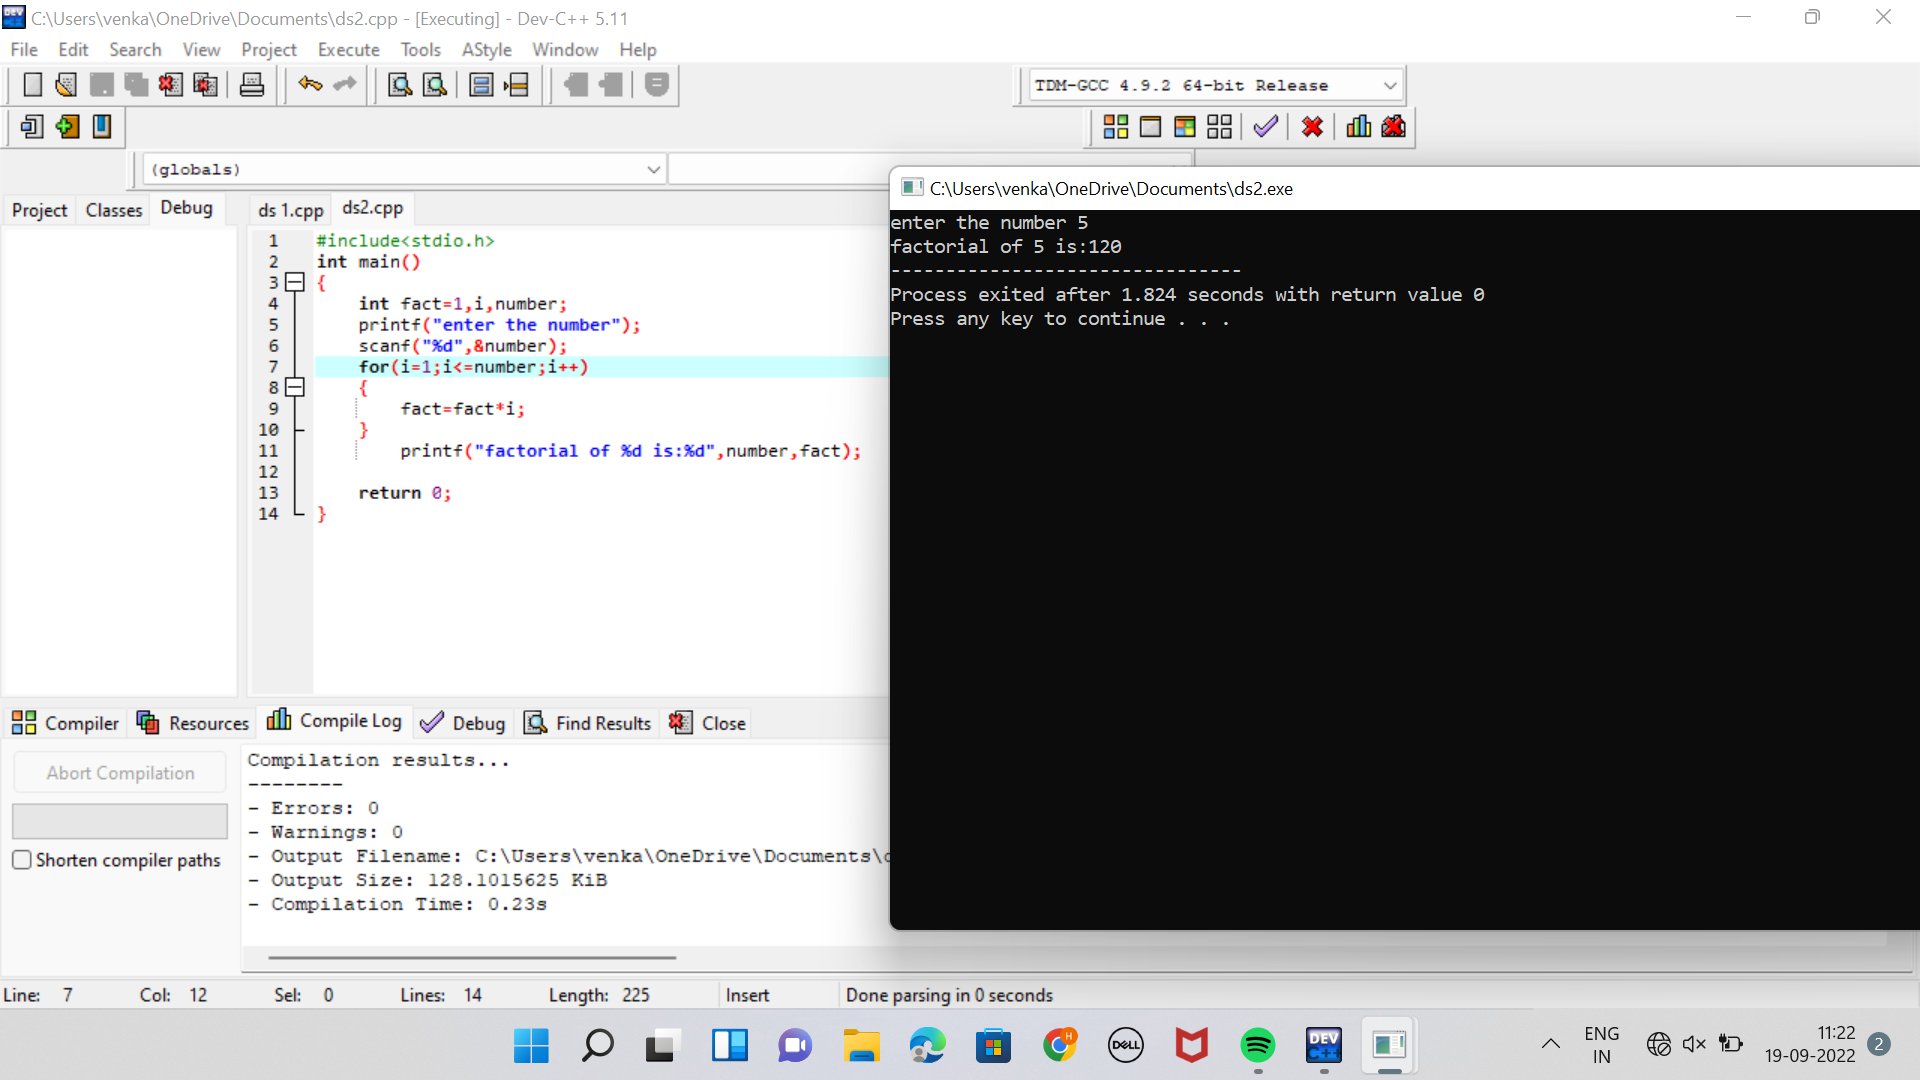 C:\Users\venka\OneDrive\Documents\ds2.cpp - [Executing] - Dev-C++ 5.11
File Edit Search View Project Execute Tools AStyle Window Help
TDM-GCC 4.9.2 64-bit Release
(globals)
Project Classes Debug
ds 1.cpp ds2.cpp
1 #include<stdio.h>
2 int main()
3 {
4 int fact=1,i,number;
5 printf("enter the number");
6 scanf("%d",&number);
7 for(i=1;i<=number;i++)
8 {
9 fact=fact*i;
10 }
11 printf("factorial of %d is:%d",number,fact);
12
13 return 0;
14 }
C:\Users\venka\OneDrive\Documents\ds2.exe
enter the number 5
factorial of 5 is:120
--------------------------------
Process exited after 1.824 seconds with return value 0
Press any key to continue . . .
Compiler Resources Compile Log Debug Find Results Close
Abort Compilation
Shorten compiler paths
Compilation results...
--------
- Errors: 0
- Warnings: 0
- Output Filename: C:\Users\venka\OneDrive\Documents\
- Output Size: 128.1015625 KiB
- Compilation Time: 0.23s
Line: 7 Col: 12 Sel: 0 Lines: 14 Length: 225 Insert Done parsing in 0 seconds
DELL
DEV
C++
H
ENG
IN
11:22
19-09-2022
2